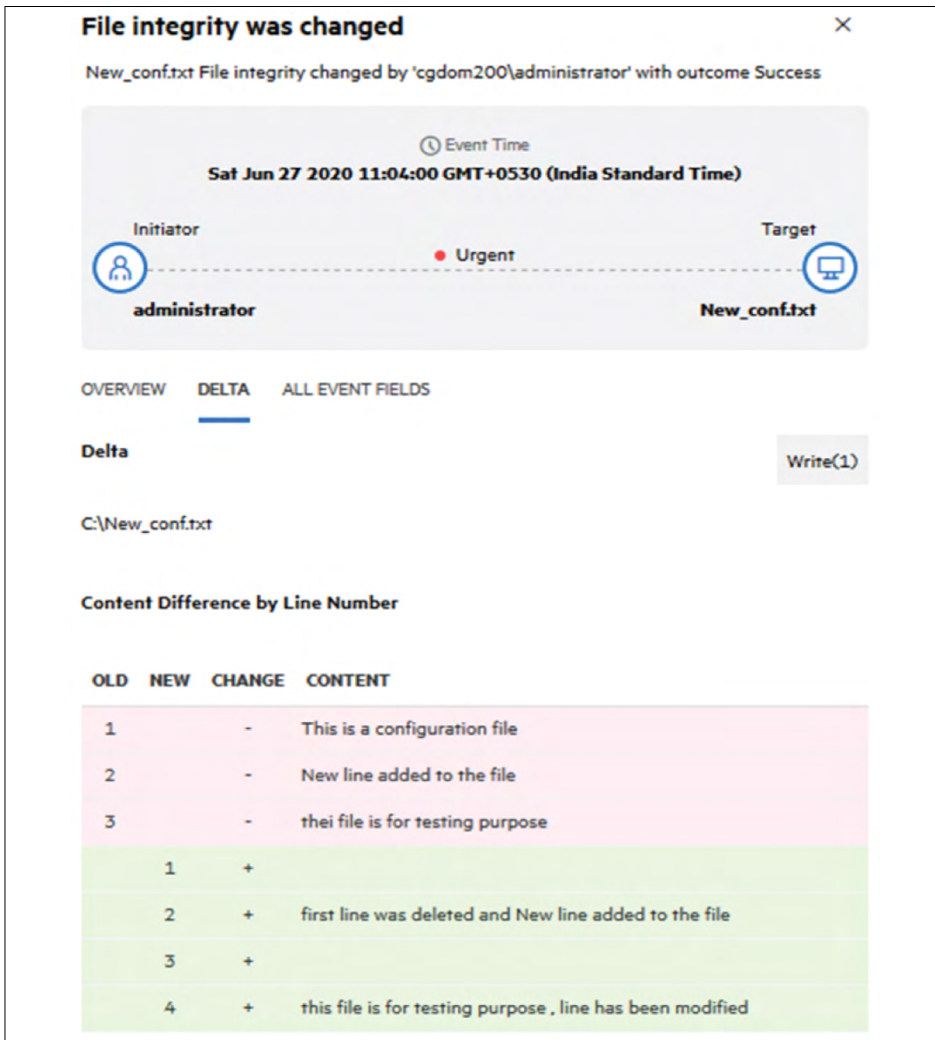 File integrity was changed
New_conf.txt File integrity changed by 'cgdom200\administrator' with outcome Success
Event Time
Sat Jun 27 2020 11:04:00 GMT+0530 (India Standard Time)
Initiator
Target
Urgent
administrator
New_conf.txt
OVERVIEW DELTA ALL EVENT FIELDS
Delta
Write(1)
C:\New_conf.txt
Content Difference by Line Number
OLD NEW CHANGE CONTENT
1 - This is a configuration file
2 - New line added to the file
3 - thei file is for testing purpose
1 +
2 + first line was deleted and New line added to the file
3 +
4 + this file is for testing purpose , line has been modified